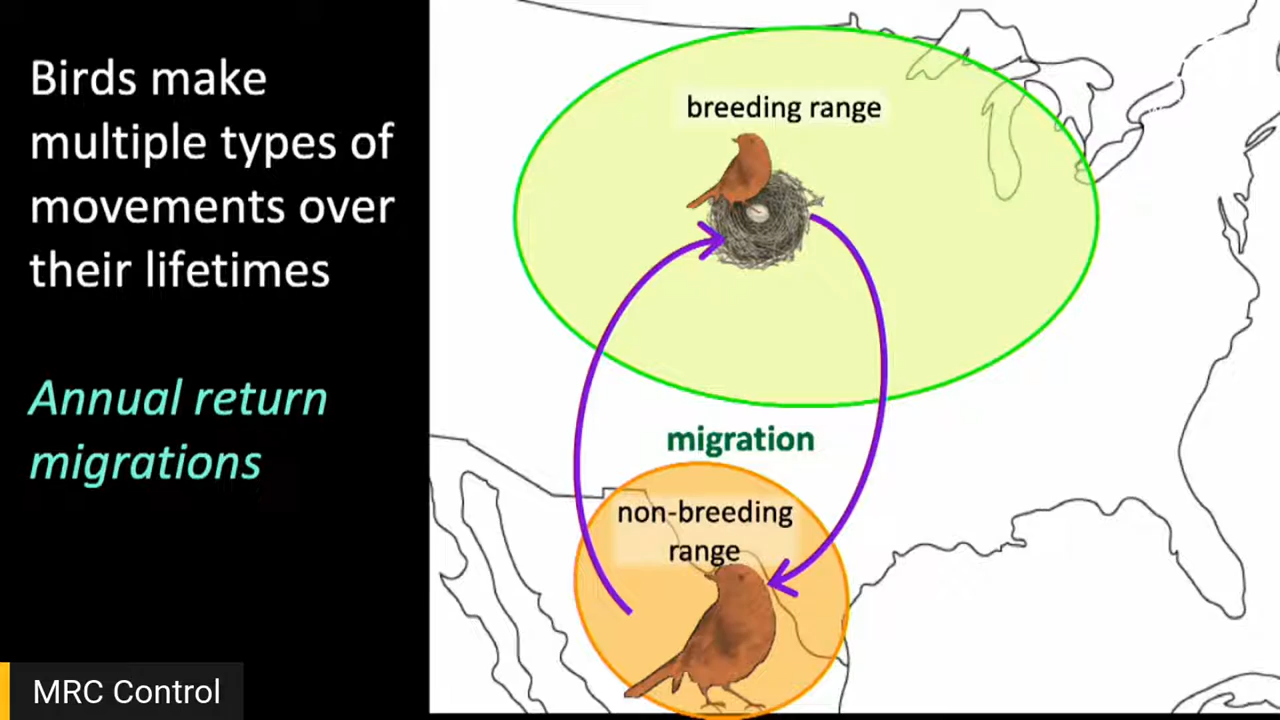 Birds make
multiple types of
movements over
their lifetimes
Annual return
migrations
MRC Control
breeding range
migration
non-breeding
range